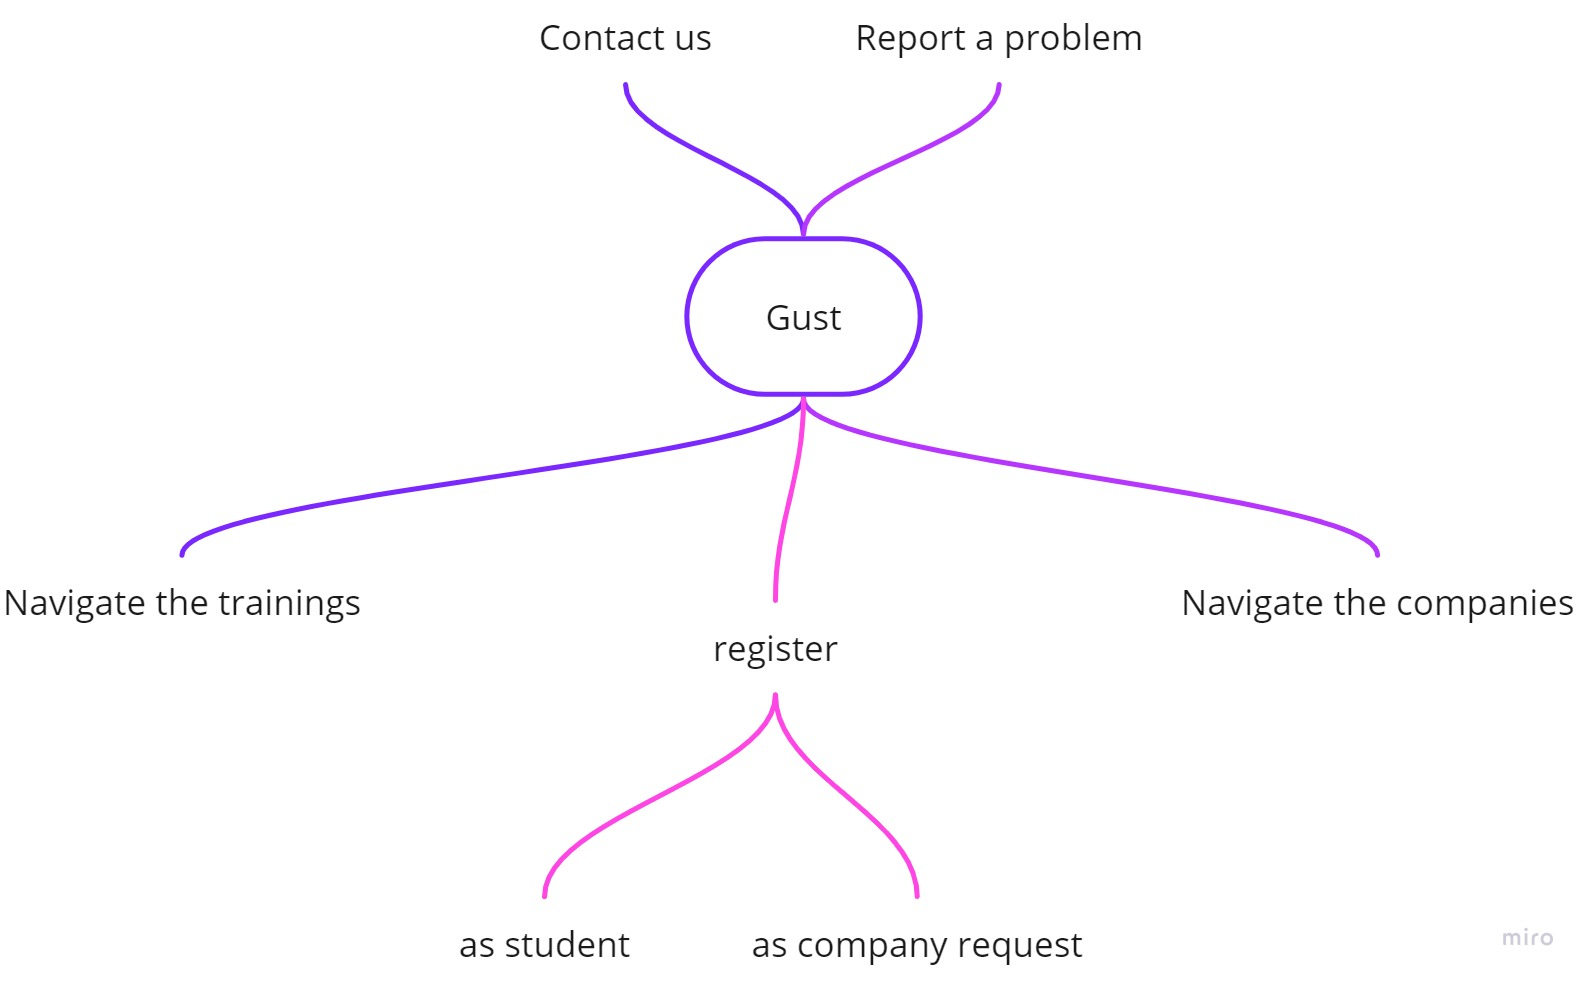 Contact us
Report a problem
Gust
Navigate the trainings
Navigate the companies
register
as student
as company request
miro